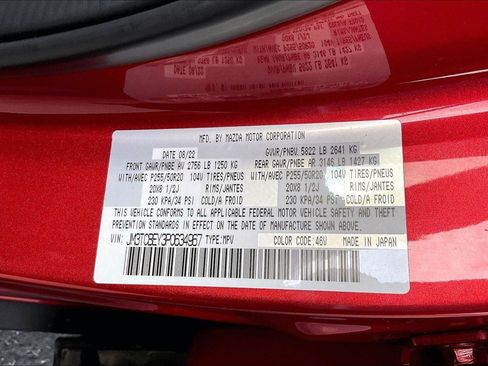 MFD. BY MAZDA MOTOR CORPORATION
DATE 08/22 GVWR/PNBV 5822 LB 2641 KG
FRONT GAWR/PNBE AV 2756 LB 1250 KG REAR GAWR/PNBE AR 3146 LB 1427 KG
WITH/AVEC P255/50R20 104V TIRES/PNEUS WITH/AVEC P255/50R20 104V TIRES/PNEUS
20X8 1/2J RIMS/JANTES 20X8 1/2J RIMS/JANTES
230 KPA/34 PSI COLD/A FROID 230 KPA/34 PSI COLD/A FROID
THIS VEHICLE CONFORMS TO ALL APPLICABLE FEDERAL MOTOR VEHICLE SAFETY, BUMPER, AND THEFT
PREVENTION STANDARDS IN EFFECT ON THE DATE OF MANUFACTURE SHOWN ABOVE.
VIN: JM3TCBEY3P0634967 TYPE: MPV COLOR CODE: 46V MADE IN JAPAN